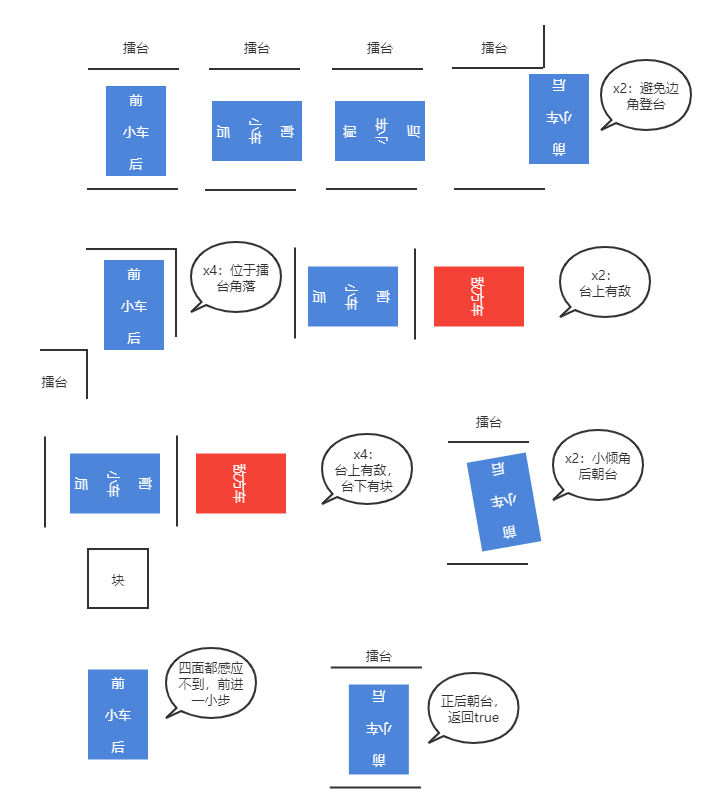 擂台
擂台
擂台
擂台
前
小车
后
后
小车
前
前
小车
后
后
小车
前
x2：避免边
角登台
前
小车
后
擂台
x4：位于擂
台角落
后
小车
前
敌方车
x2：
台上有敌
后
小车
前
敌方车
块
x4：
台上有敌，
台下有块
擂台
后
小车
前
x2：小倾角
后朝台
前
小车
后
四面都感应
不到，前进
一小步
擂台
后
小车
前
正后朝台，
返回true